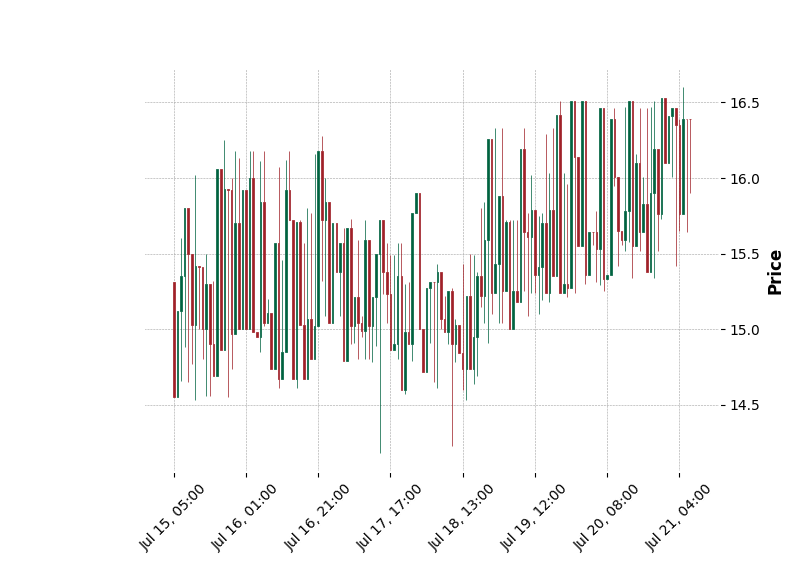 16.5
16.0
15.5
15.0
14.5
Price
Jul 15, 05:00
Jul 16, 01:00
Jul 16, 21:00
Jul 17, 17:00
Jul 18, 13:00
Jul 19, 12:00
Jul 20, 08:00
Jul 21, 04:00